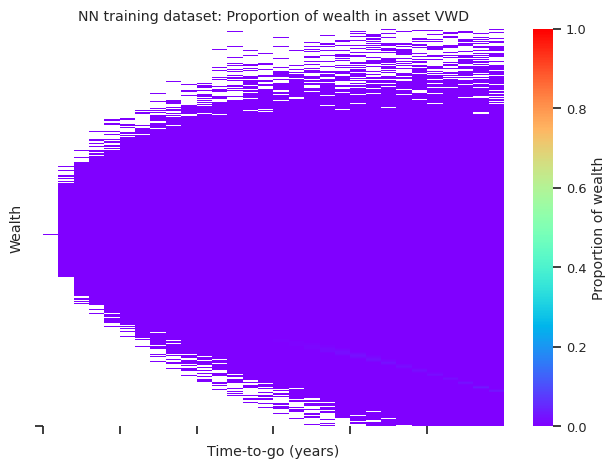 NN training dataset: Proportion of wealth in asset VWD
Wealth
Time-to-go (years)
1.0
0.8
0.6
0.4
0.2
0.0
Proportion of wealth